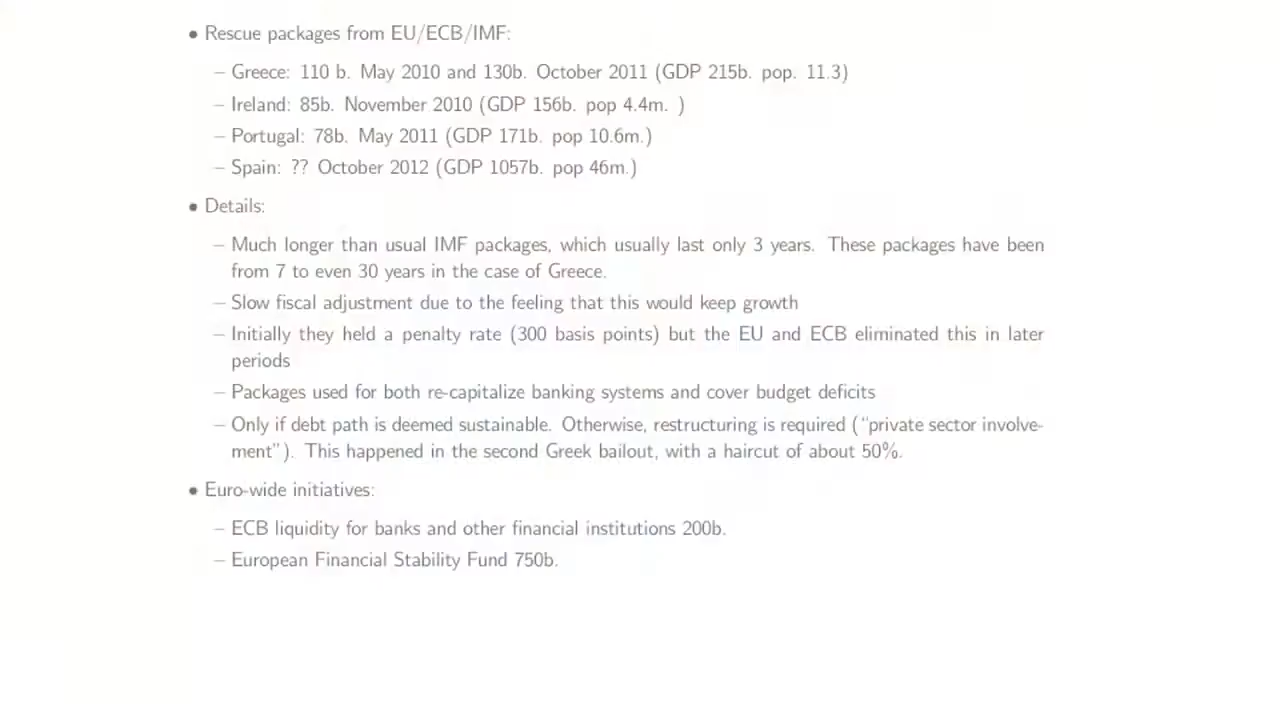 • Rescue packages from EU/ECB/IMF:
– Greece: 110 b. May 2010 and 130b. October 2011 (GDP 215b. pop. 11.3)
– Ireland: 85b. November 2010 (GDP 156b. pop 4.4m. )
– Portugal: 78b. May 2011 (GDP 171b. pop 10.6m.)
– Spain: ?? October 2012 (GDP 1057b. pop 46m.)
• Details:
– Much longer than usual IMF packages, which usually last only 3 years. These packages have been
from 7 to even 30 years in the case of Greece.
– Slow fiscal adjustment due to the feeling that this would keep growth
– Initially they held a penalty rate (300 basis points) but the EU and ECB eliminated this in later
periods
– Packages used for both re-capitalize banking systems and cover budget deficits
– Only if debt path is deemed sustainable. Otherwise, restructuring is required (“private sector involve-
ment”). This happened in the second Greek bailout, with a haircut of about 50%.
• Euro-wide initiatives:
– ECB liquidity for banks and other financial institutions 200b.
– European Financial Stability Fund 750b.